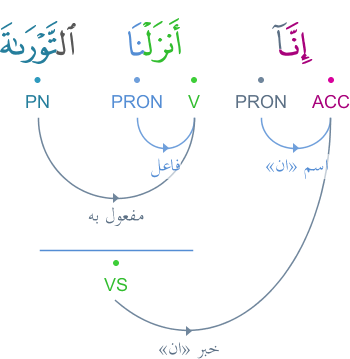 إِنَّآ أَنزَلْنَا ٱلتَّوْرَىٰةَ
ACC PRON V PRON PN
اسم «ان» فاعل
مفعول به
VS
خبر «ان»